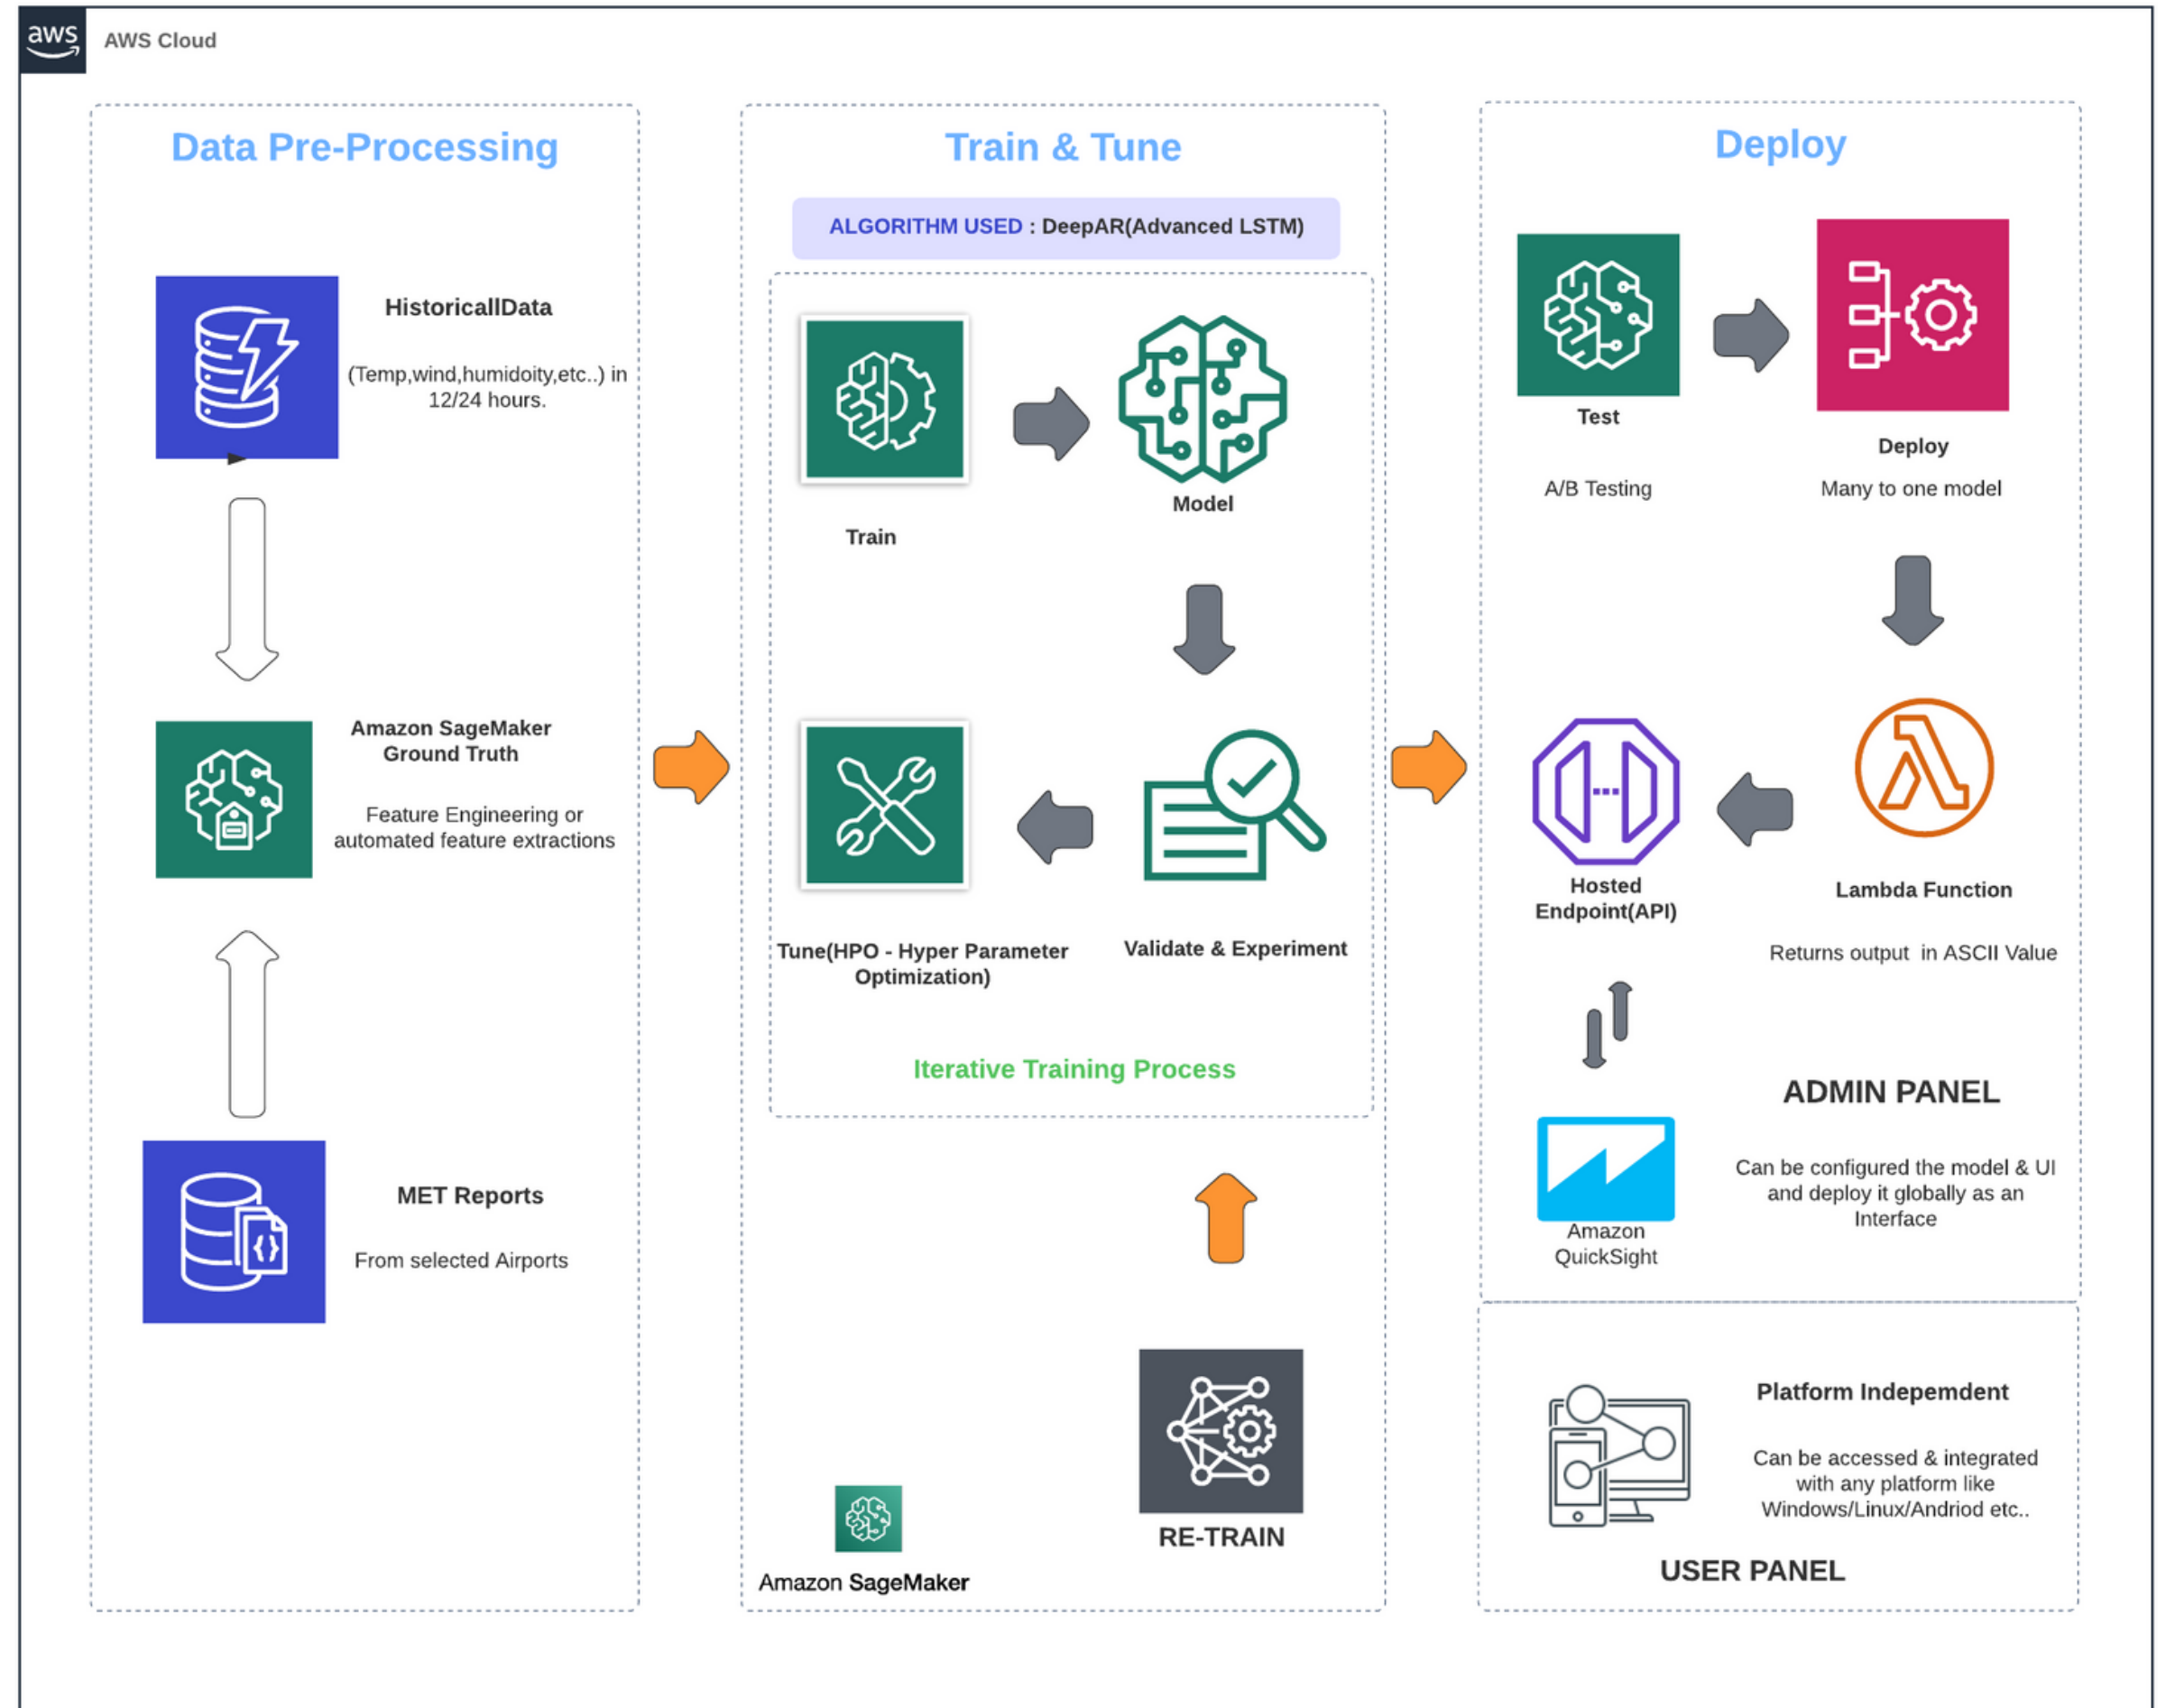 aws
AWS Cloud
Data Pre-Processing
HistoricallData
(Temp,wind,humidoity,etc..) in
12/24 hours.
Amazon SageMaker
Ground Truth
Feature Engineering or
automated feature extractions
MET Reports
From selected Airports
Train & Tune
ALGORITHM USED : DeepAR(Advanced LSTM)
Train
Model
Tune(HPO - Hyper Parameter
Optimization)
Validate & Experiment
Iterative Training Process
RE-TRAIN
Amazon SageMaker
Deploy
Test
A/B Testing
Deploy
Many to one model
Hosted
Endpoint(API)
Lambda Function
Returns output  in ASCII Value
ADMIN PANEL
Can be configured the model & UI
and deploy it globally as an
Interface
Amazon
QuickSight
Platform Indepemdent
Can be accessed & integrated
with any platform like
Windows/Linux/Andriod etc..
USER PANEL